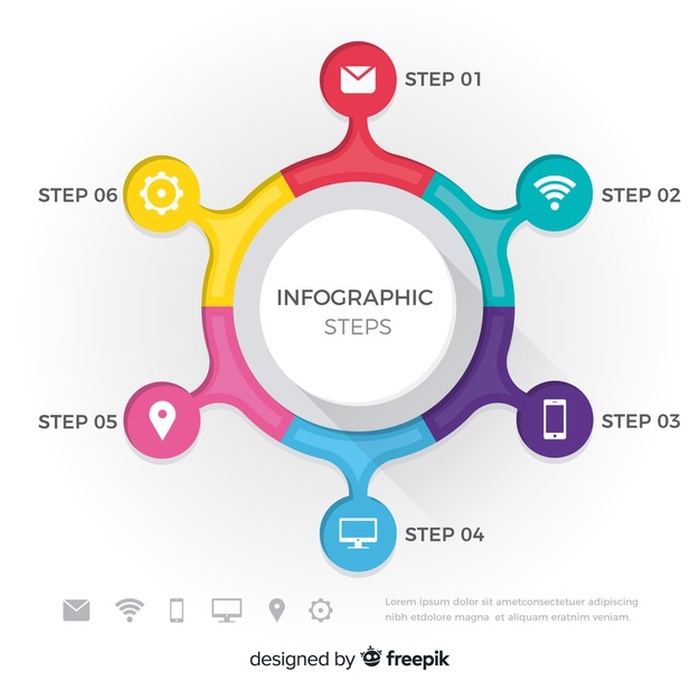 STEP 01
STEP 06
STEP 02
INFOGRAPHIC
STEPS
STEP 05
STEP 03
STEP 04
Lorem ipsum dolor sit ametconsectetuer adipiscing
nibh etdolore magna et aliquam eratnim veniam.
designed by freepik